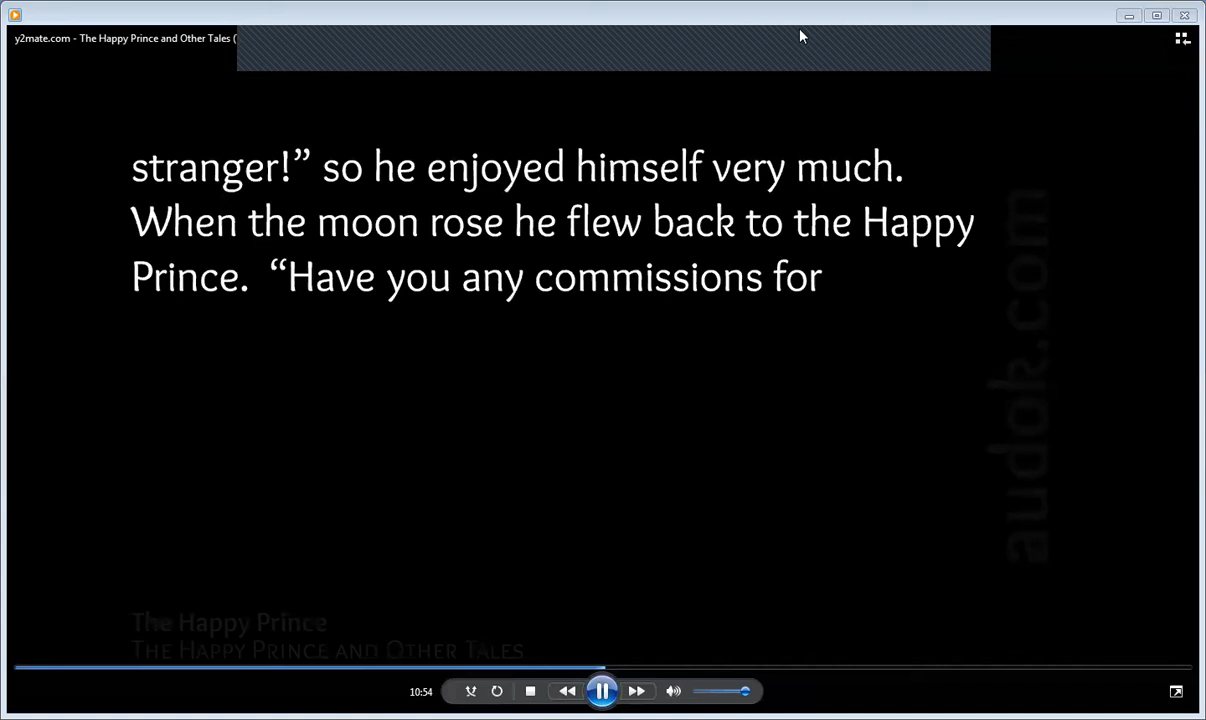 y2mate.com - The Happy Prince and Other Tales (
stranger!” so he enjoyed himself very much.
When the moon rose he flew back to the Happy
Prince.  “Have you any commissions for
audok.com
The Happy Prince
THE HAPPY PRINCE AND OTHER TALES
10:54